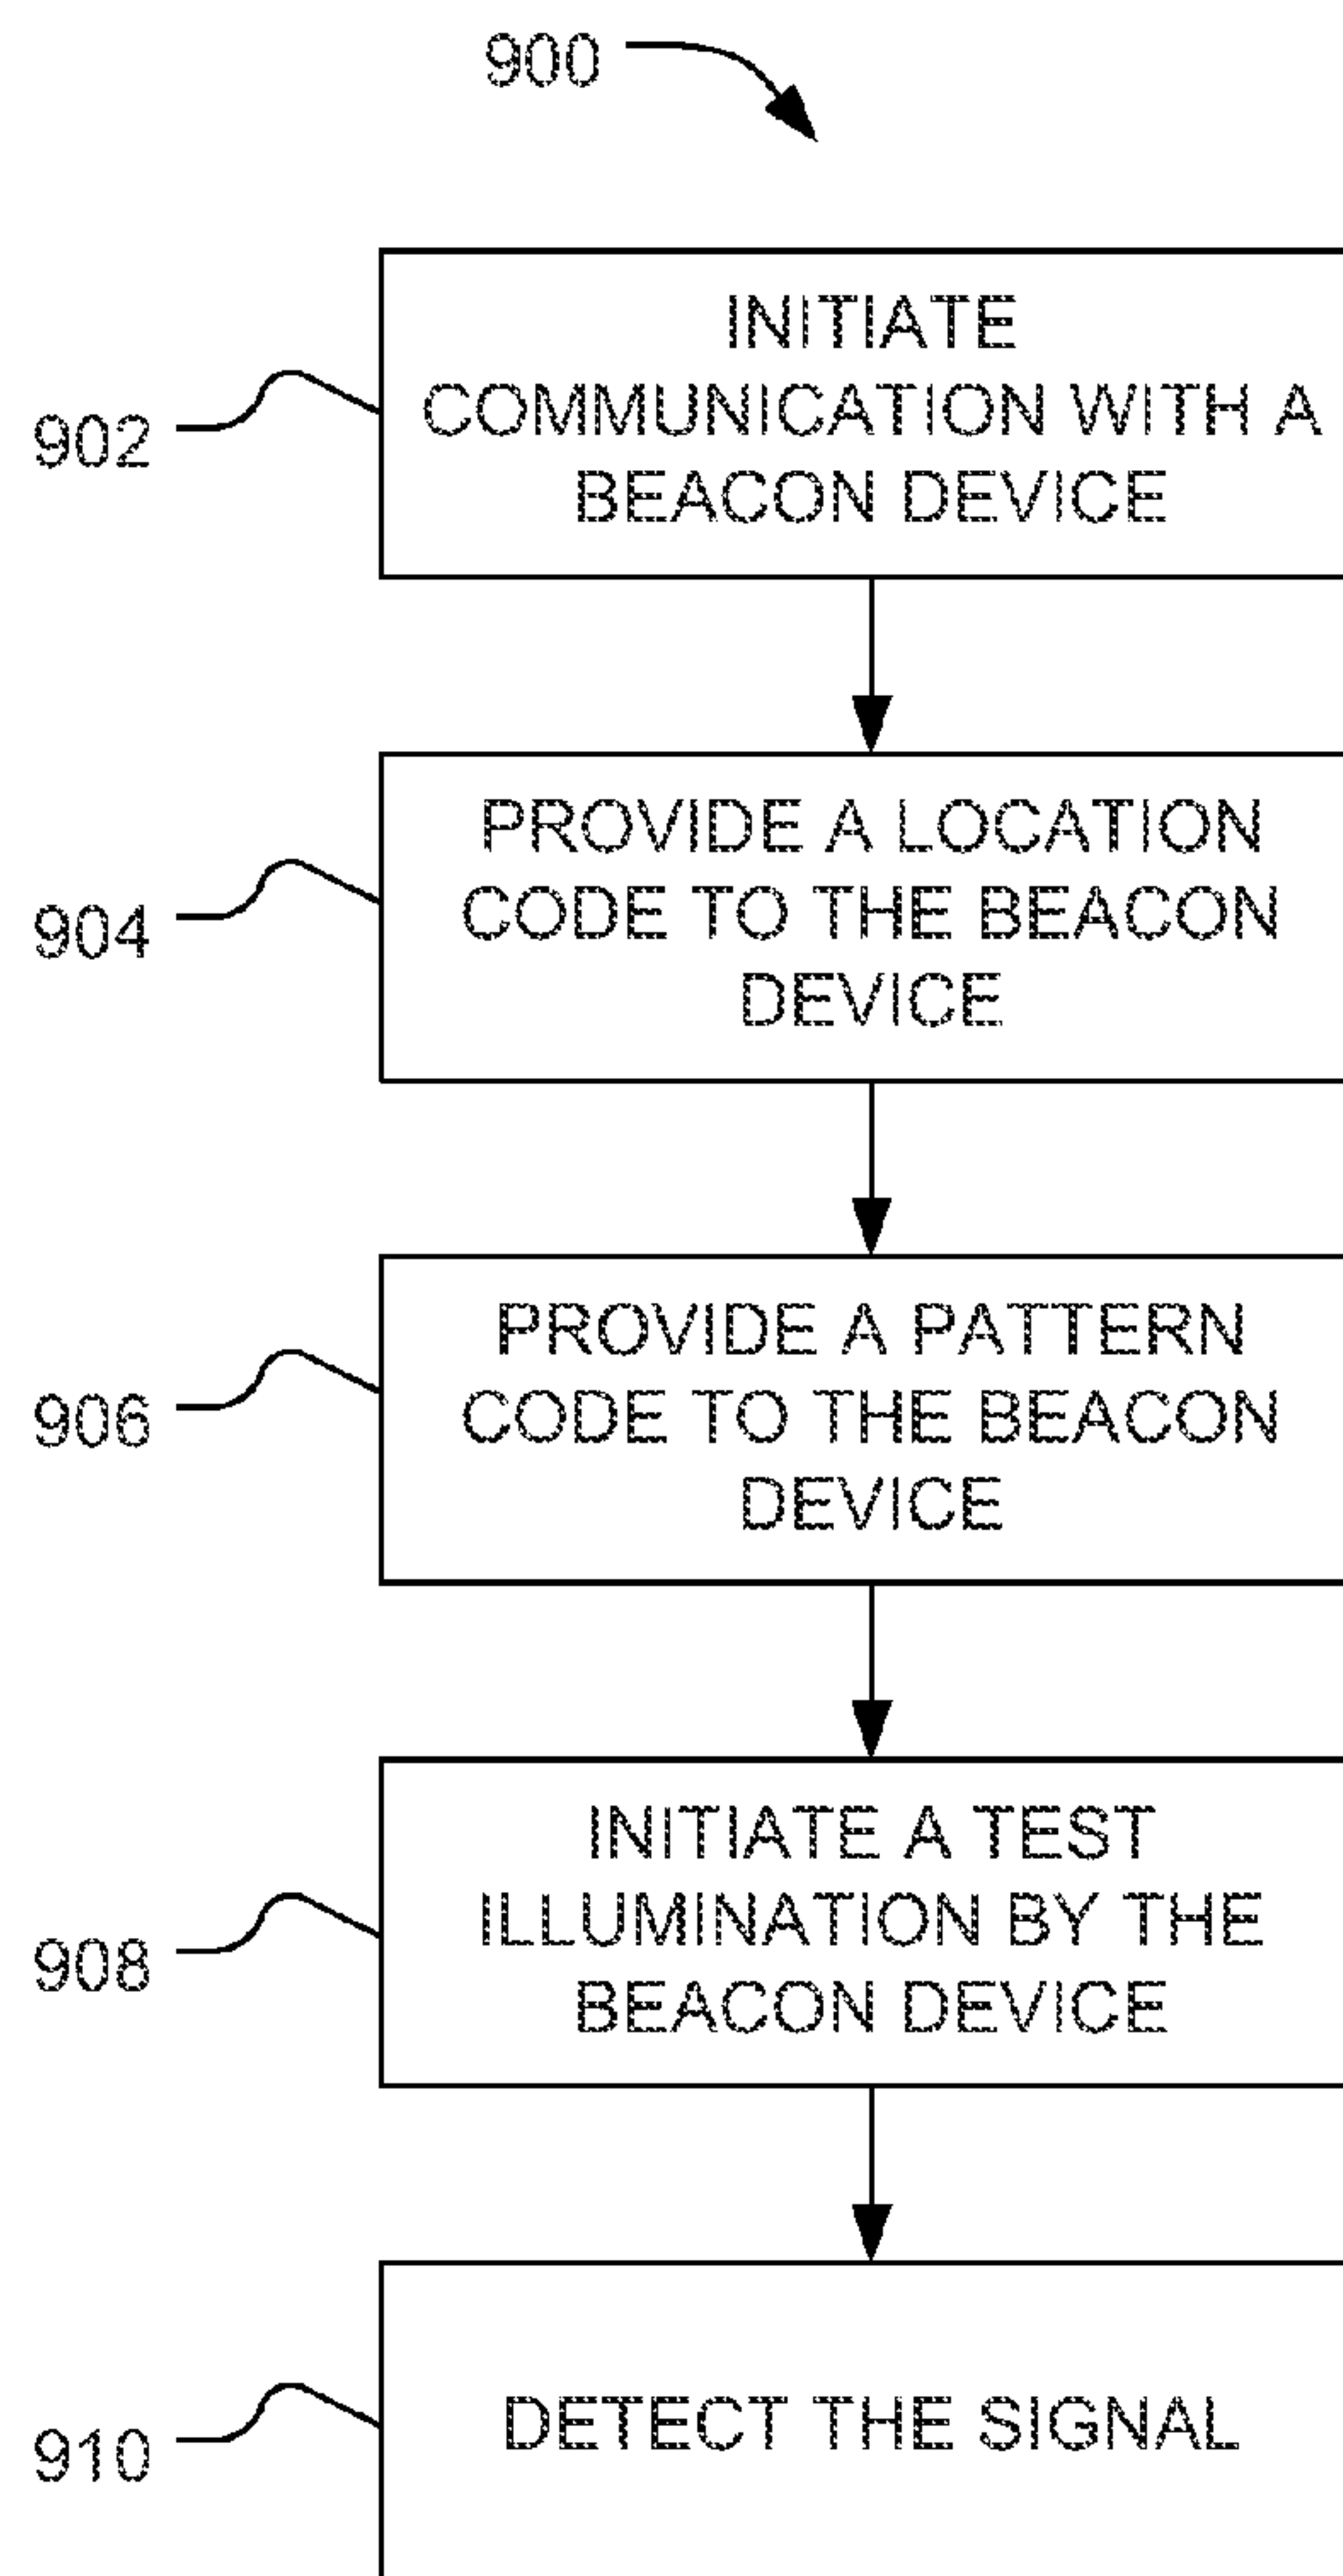 900
902
INITIATE
COMMUNICATION WITH A
BEACON DEVICE
904
PROVIDE A LOCATION
CODE TO THE BEACON
DEVICE
906
PROVIDE A PATTERN
CODE TO THE BEACON
DEVICE
908
INITIATE A TEST
ILLUMINATION BY THE
BEACON DEVICE
910
DETECT THE SIGNAL